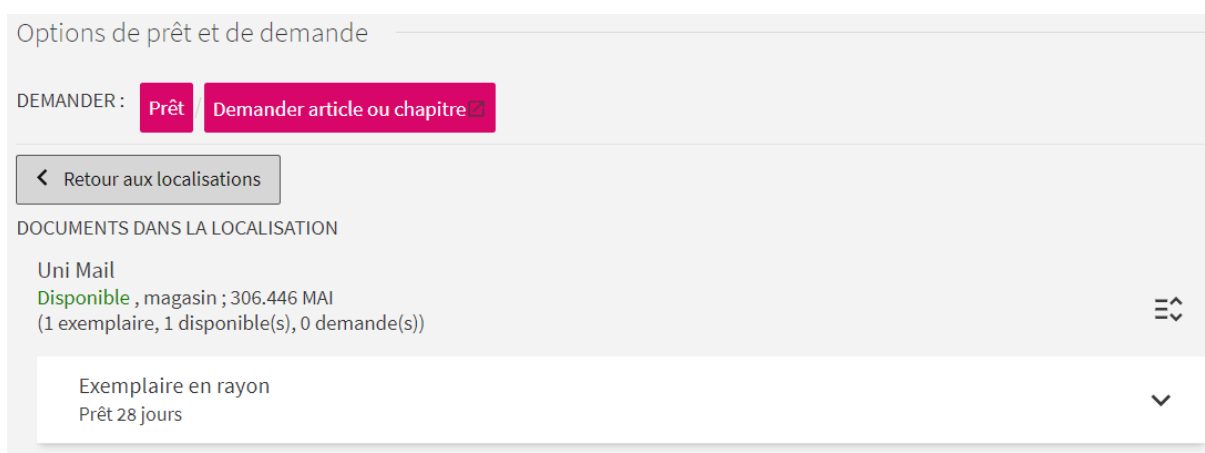 Options de prêt et de demande
DEMANDER : Prêt / Demander article ou chapitre
Retour aux localisations
DOCUMENTS DANS LA LOCALISATION
Uni Mail
Disponible , magasin ; 306.446 MAI
(1 exemplaire, 1 disponible(s), 0 demande(s))
Exemplaire en rayon
Prêt 28 jours